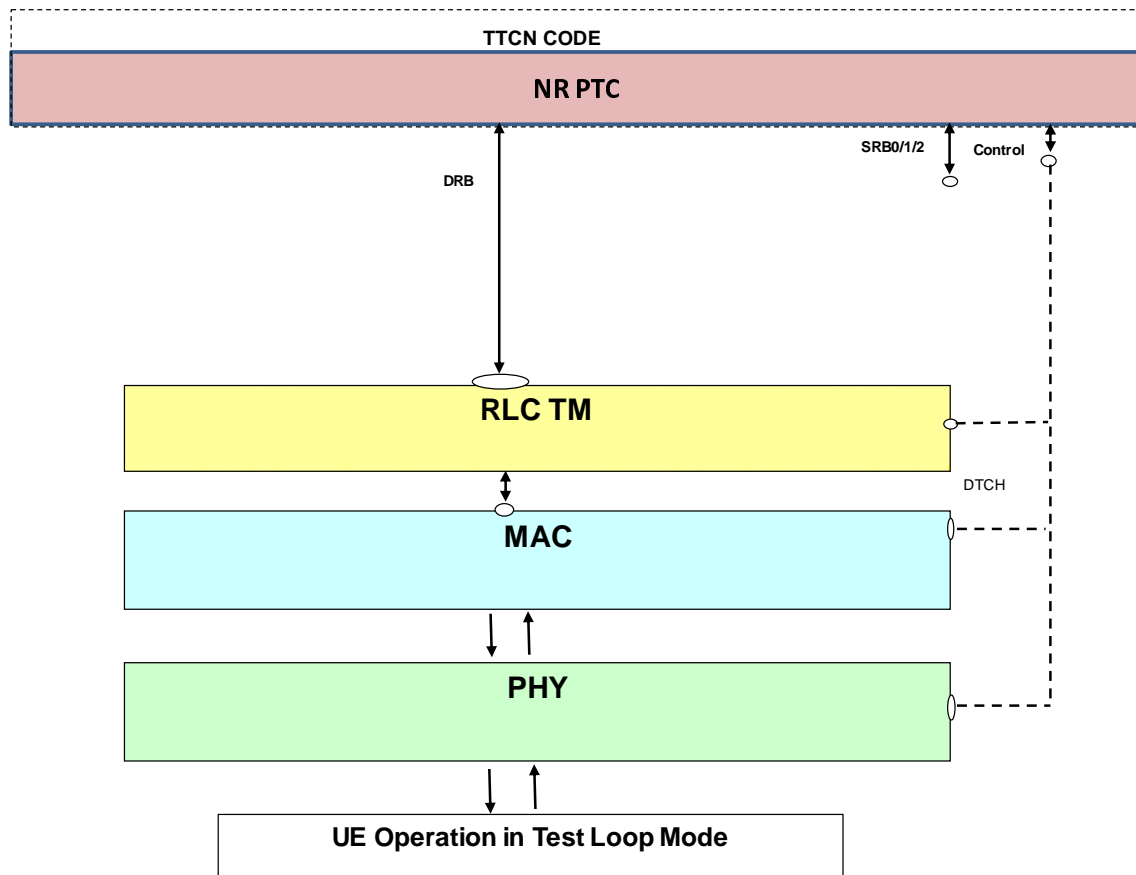 TTCN CODE
NR PTC
SRB0/1/2
Control
DRB
RLC TM
DTCH
MAC
PHY
UE Operation in Test Loop Mode